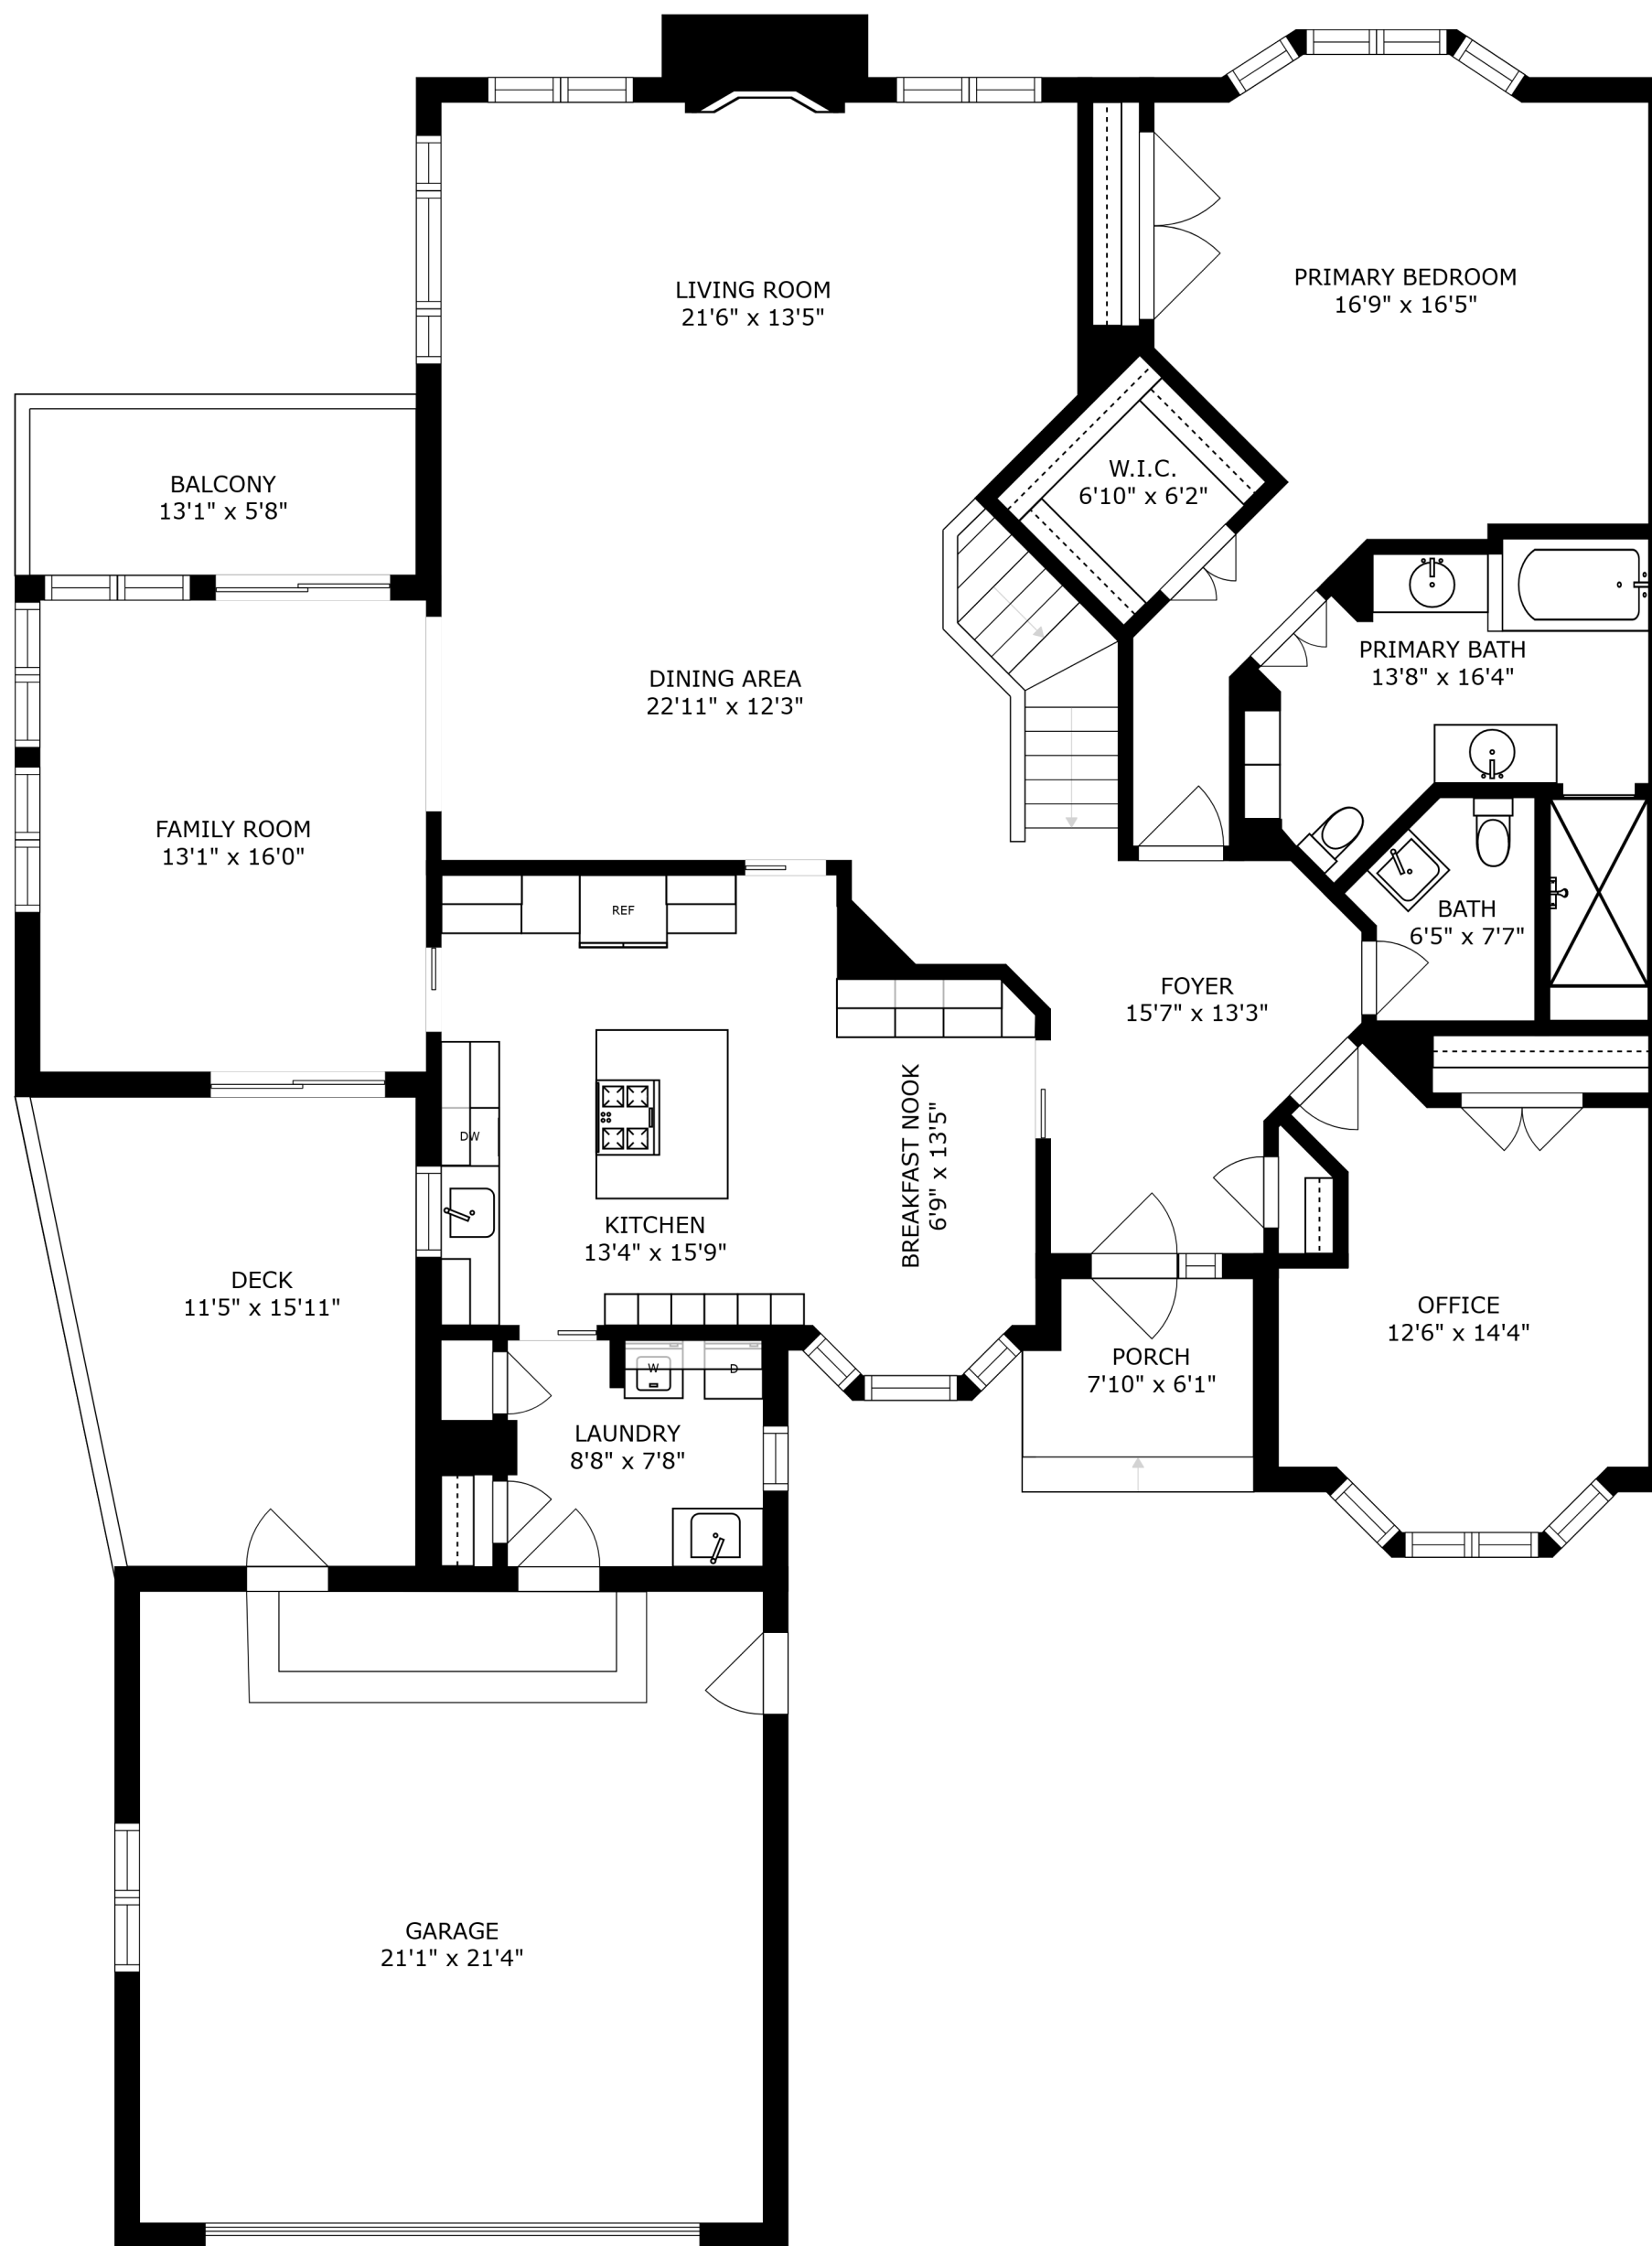 LIVING ROOM
21'6" x 13'5"
PRIMARY BEDROOM
16'9" x 16'5"
W.I.C.
6'10" x 6'2"
BALCONY
13'1" x 5'8"
PRIMARY BATH
13'8" x 16'4"
DINING AREA
22'11" x 12'3"
FAMILY ROOM
13'1" x 16'0"
REF
BATH
6'5" x 7'7"
FOYER
15'7" x 13'3"
DW
BREAKFAST NOOK
6'9" x 13'5"
KITCHEN
13'4" x 15'9"
DECK
11'5" x 15'11"
OFFICE
12'6" x 14'4"
PORCH
7'10" x 6'1"
W
D
LAUNDRY
8'8" x 7'8"
GARAGE
21'1" x 21'4"